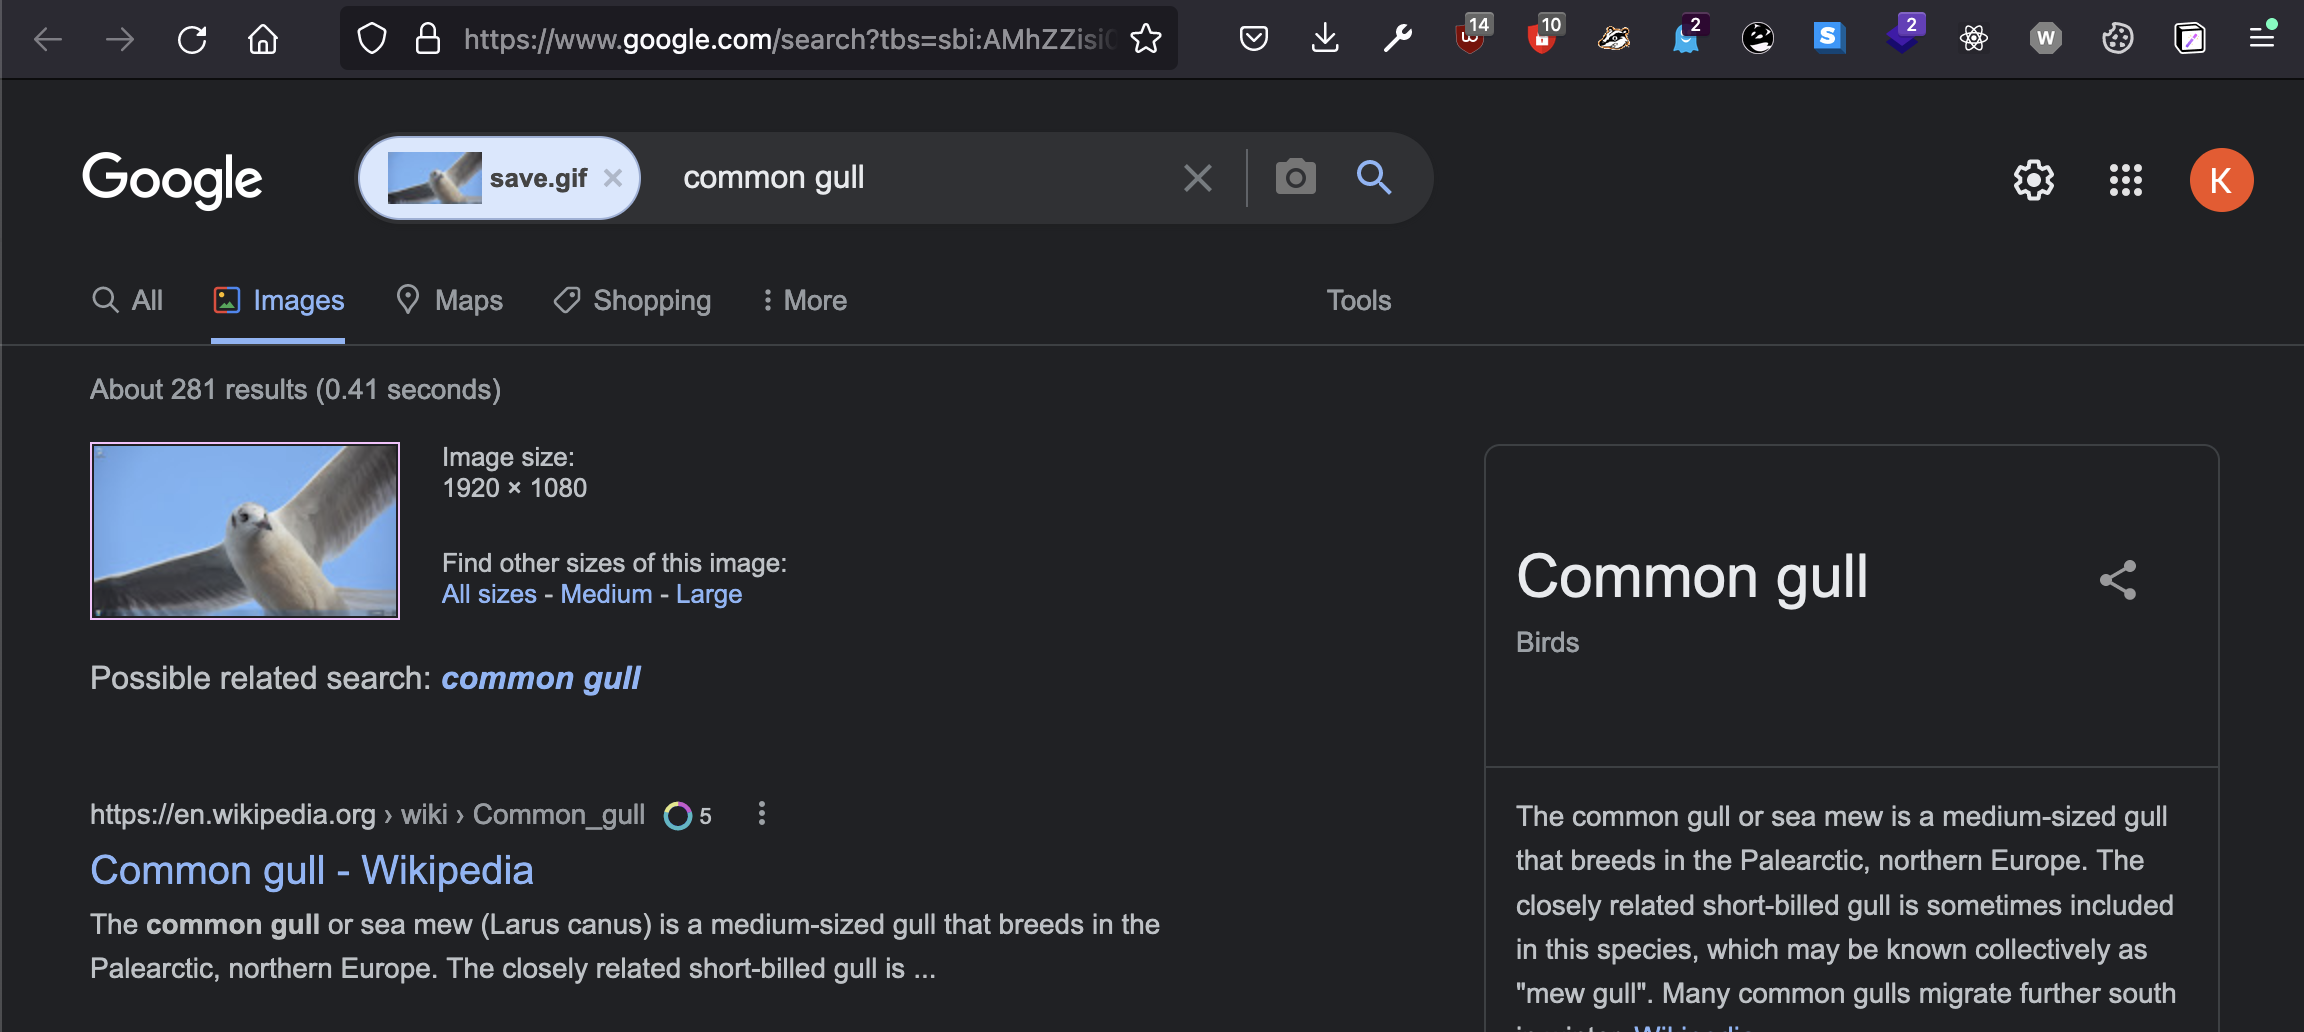 https://www.google.com/search?tbs=sbi:AMhZZisi
14
10
2
S
2
W
Google
save.gif
common gull
K
All
Images
Maps
Shopping
More
Tools
About 281 results (0.41 seconds)
Image size:
1920 × 1080
Find other sizes of this image:
All sizes - Medium - Large
Possible related search: common gull
https://en.wikipedia.org › wiki › Common_gull
5
Common gull - Wikipedia
The common gull or sea mew (Larus canus) is a medium-sized gull that breeds in the
Palearctic, northern Europe. The closely related short-billed gull is ...
Common gull
Birds
The common gull or sea mew is a medium-sized gull
that breeds in the Palearctic, northern Europe. The
closely related short-billed gull is sometimes included
in this species, which may be known collectively as
"mew gull". Many common gulls migrate further south